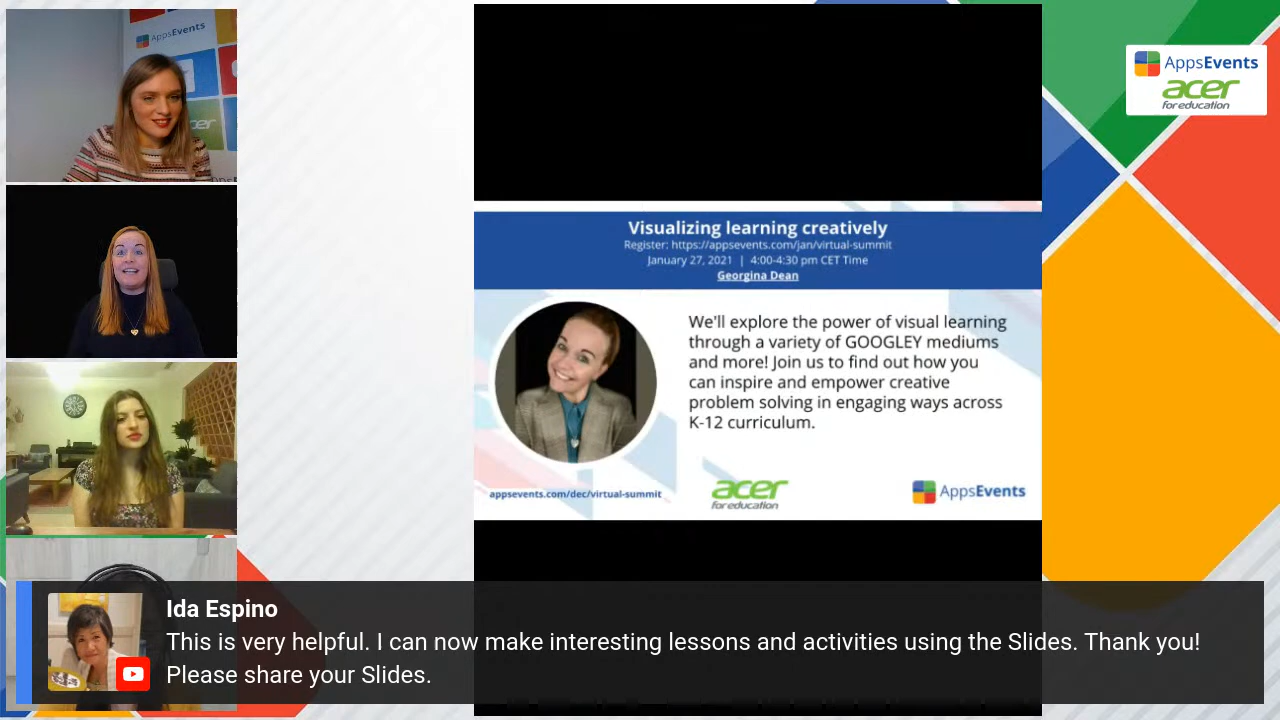 AppsEvents
acer
AppsEvents
acer
for education
Visualizing learning creatively
Register: https://appsevents.com/jan/virtual-summit
January 27, 2021 | 4:00-4:30 pm CET Time
Georgina Dean
We'll explore the power of visual learning
through a variety of GOOGLEY mediums
and more! Join us to find out how you
can inspire and empower creative
problem solving in engaging ways across
K-12 curriculum.
appsevents.com/dec/virtual-summit
acer
for education
AppsEvents
Ida Espino
This is very helpful. I can now make interesting lessons and activities using the Slides. Thank you!
Please share your Slides.